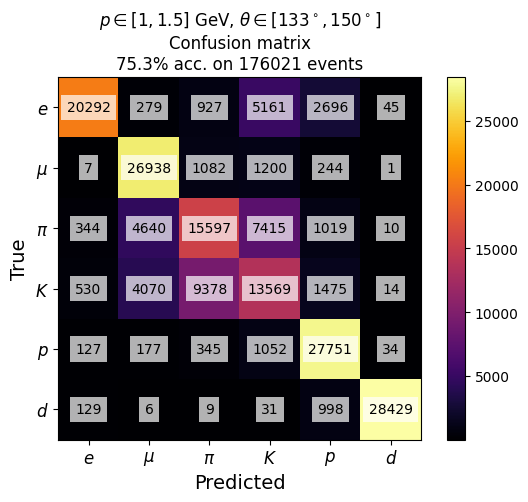 p ∈ [1, 1.5] GeV, θ ∈ [133°, 150°]
Confusion matrix
75.3% acc. on 176021 events
e 20292 279 927 5161 2696 45
μ 7 26938 1082 1200 244 1
π 344 4640 15597 7415 1019 10
K 530 4070 9378 13569 1475 14
p 127 177 345 1052 27751 34
d 129 6 9 31 998 28429
e μ π K p d
Predicted
True
25000
20000
15000
10000
5000